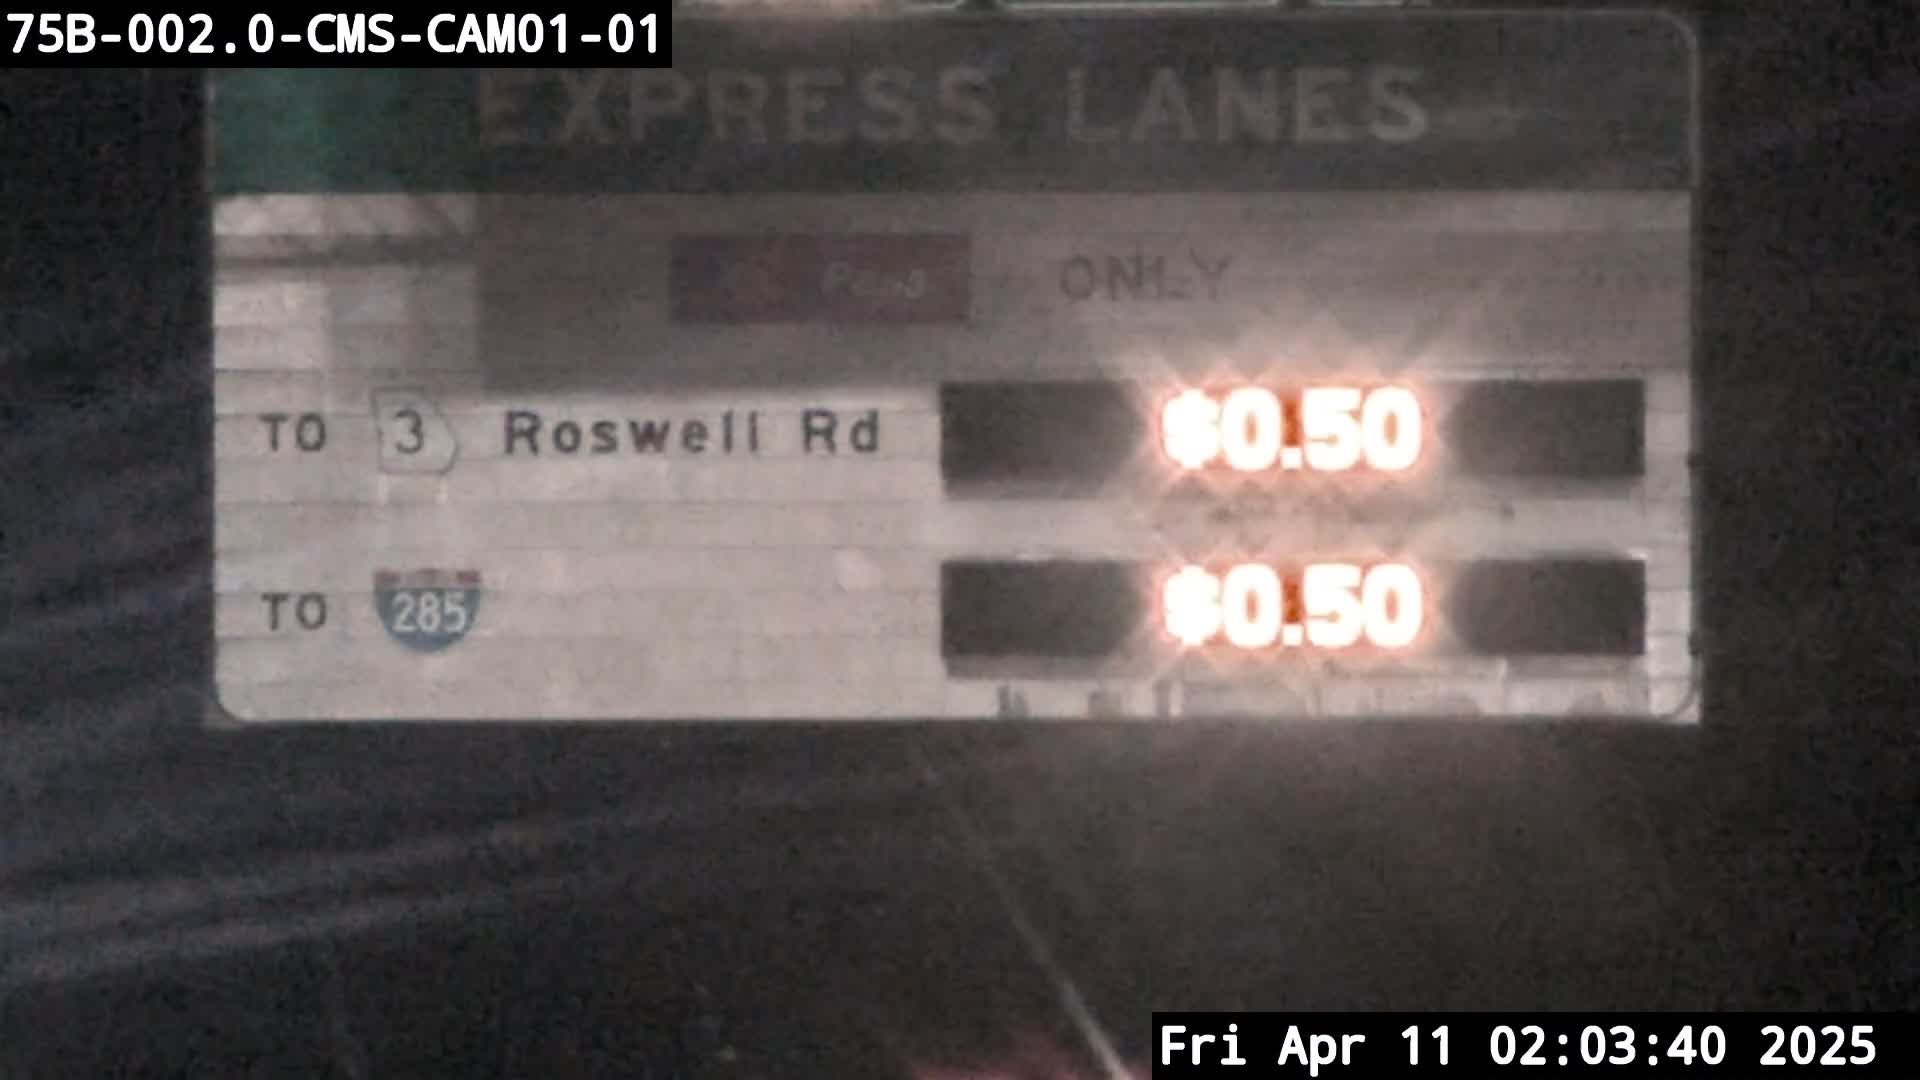 75B-002.0-CMS-CAM01-01
EXPRESS LANES
ONLY
TO 3 Roswell Rd $0.50
TO 285 $0.50
Fri Apr 11 02:03:40 2025